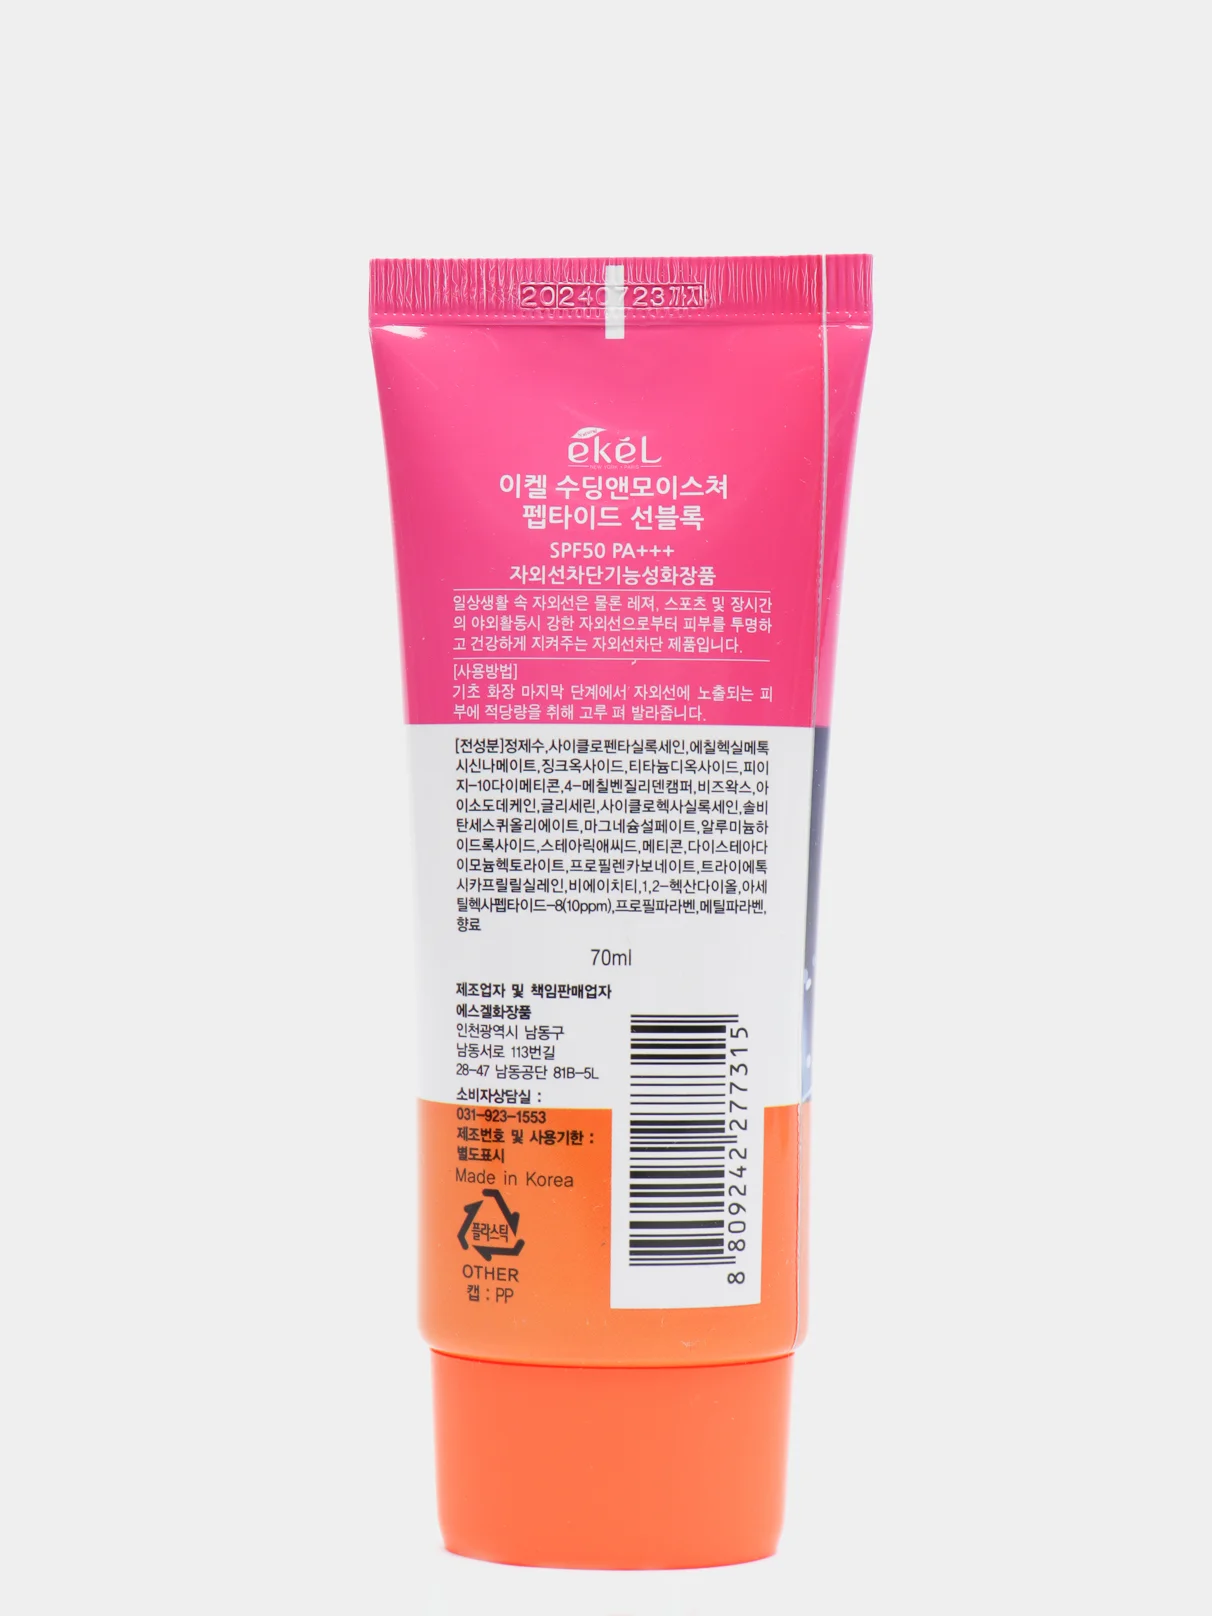 20240723까지
ekeL
이켈 수딩앤모이스쳐
펩타이드 선블록
SPF50 PA+++
자외선차단기능성화장품
일상생활 속 자외선은 물론 레져, 스포츠 및 장시간
의 야외활동시 강한 자외선으로부터 피부를 투명하
고 건강하게 지켜주는 자외선차단 제품입니다.
[사용방법]
기초 화장 마지막 단계에서 자외선에 노출되는 피
부에 적당량을 취해 고루 펴 발라줍니다.
[전성분]정제수,사이클로펜타실록세인,에칠헥실메톡
시신나메이트,징크옥사이드,티타늄디옥사이드,피이
지-10다이메티콘,4-메칠벤질리덴캠퍼,비즈왁스,아
이소도데케인,글리세린,사이클로헥사실록세인,솔비
탄세스퀴올리에이트,마그네슘설페이트,알루미늄하
이드록사이드,스테아릭애씨드,메티콘,다이스테아다
이모늄헥토라이트,프로필렌카보네이트,트라이에톡
시카프릴릴실레인,비에이치티,1,2-헥산다이올,아세
틸헥사펩타이드-8(10ppm),프로필파라벤,메틸파라벤,
향료
70ml
제조업자 및 책임판매업자
에스겔화장품
인천광역시 남동구
남동서로 113번길
28-47 남동공단 81B-5L
소비자상담실 :
031-923-1553
제조번호 및 사용기한 :
별도표시
Made in Korea
플라스틱
OTHER
캡 : PP
8 809242 277315